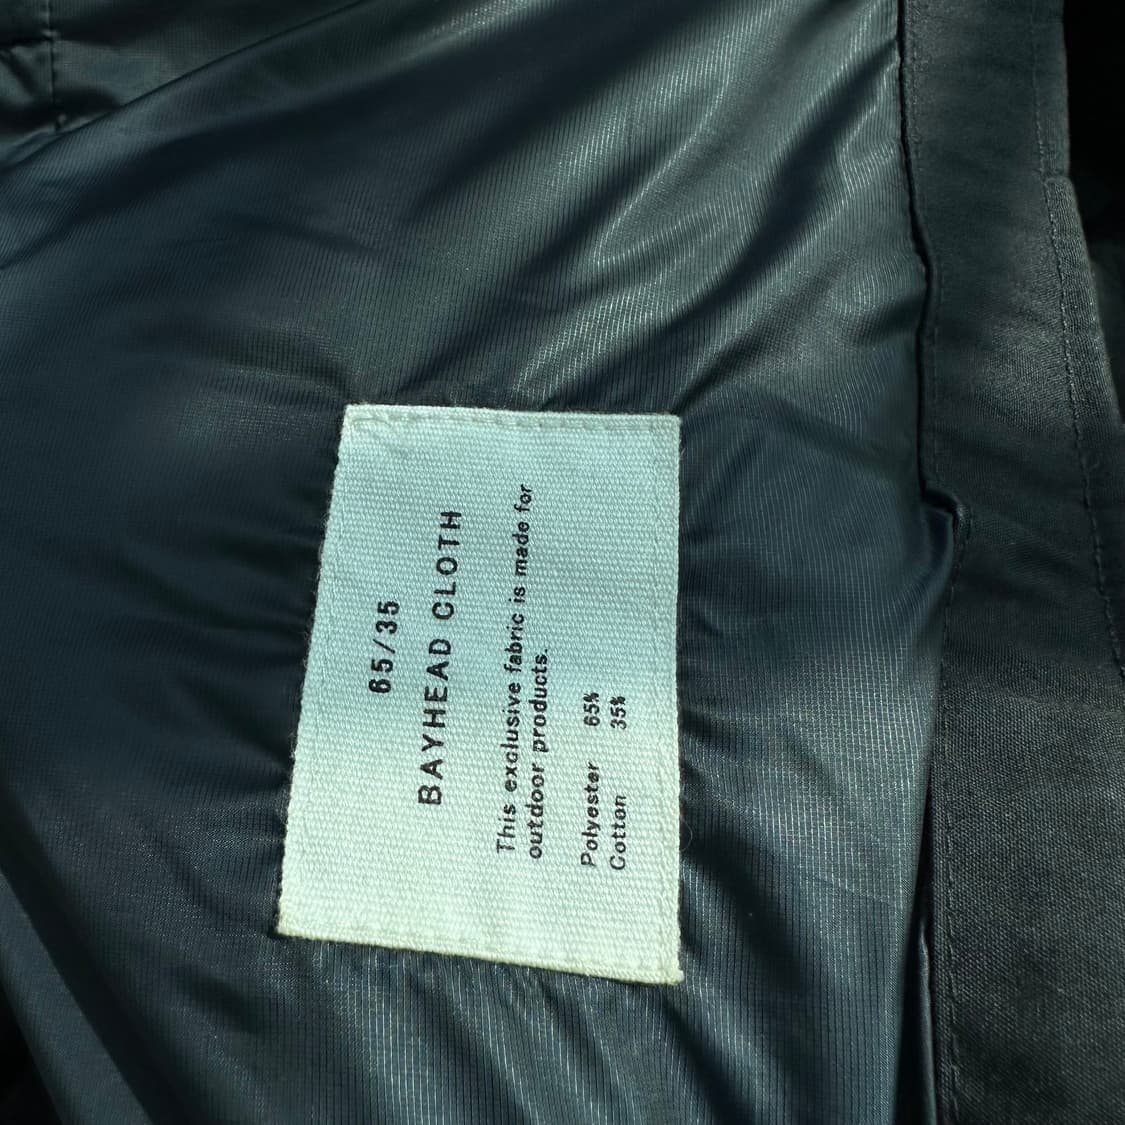 65/35
BAYHEAD CLOTH
This exclusive fabric is made for
outdoor products.
Polyester 65%
Cotton 35%